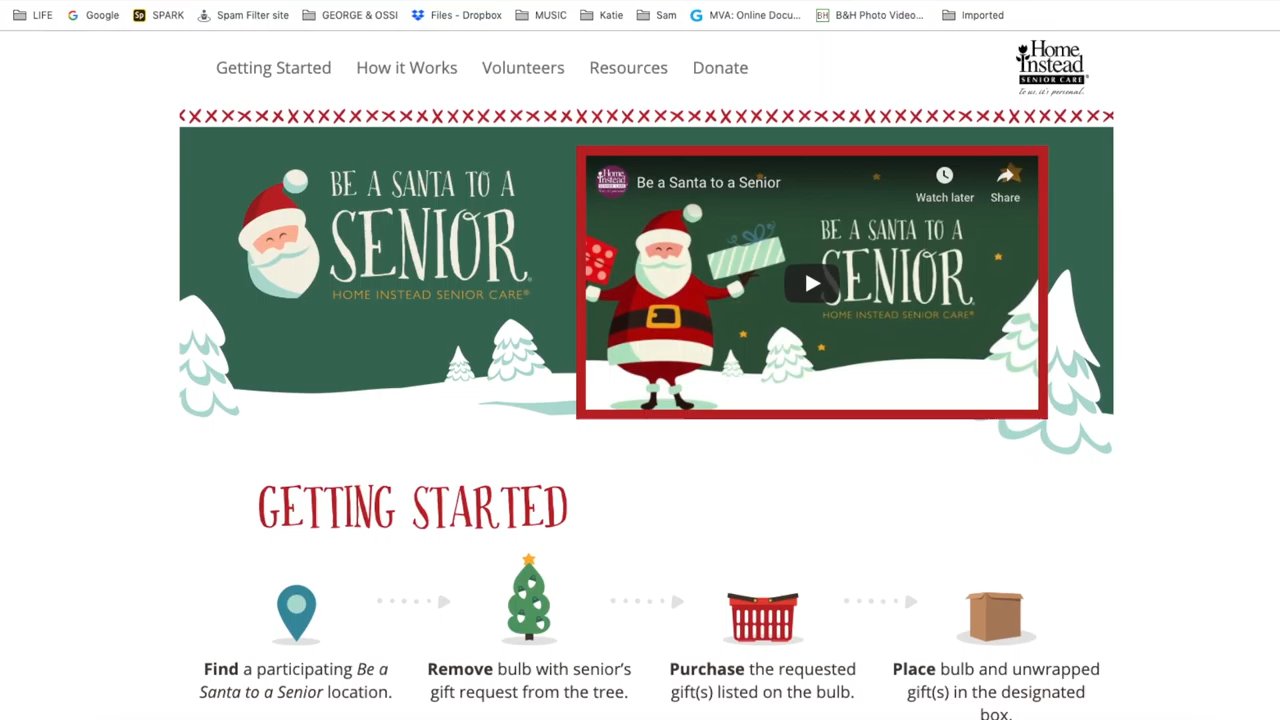 LIFE Google SPARK Spam Filter site GEORGE & OSSI Files - Dropbox MUSIC Katie Sam MVA: Online Docu... B&H Photo Video... Imported
Getting Started How it Works Volunteers Resources Donate
Home
Instead
SENIOR CARE®
to us, it's personal.
BE A SANTA TO A
SENIOR®
HOME INSTEAD SENIOR CARE®
Be a Santa to a Senior
Watch later
Share
BE A SANTA TO A
SENIOR®
HOME INSTEAD SENIOR CARE®
GETTING STARTED
Find a participating Be a
Santa to a Senior location.
Remove bulb with senior's
gift request from the tree.
Purchase the requested
gift(s) listed on the bulb.
Place bulb and unwrapped
gift(s) in the designated
box.